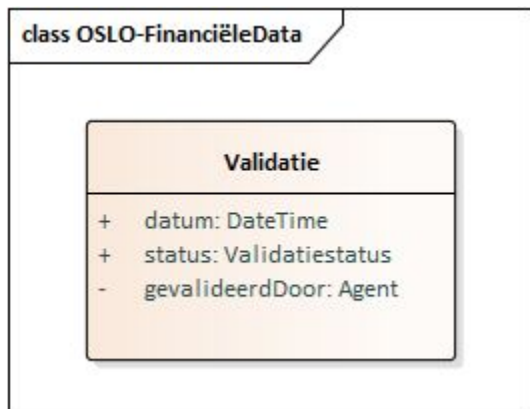 class OSLO-FinanciëleData
Validatie
+ datum: DateTime
+ status: Validatiestatus
- gevalideerdDoor: Agent